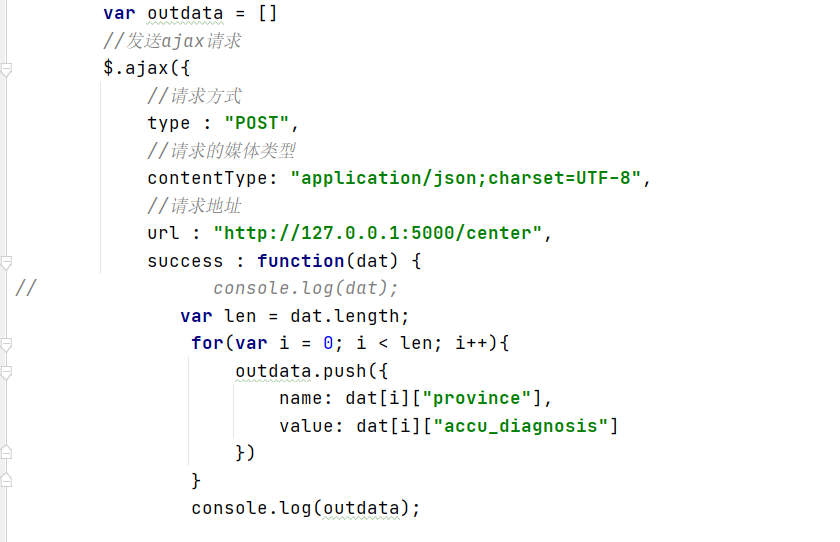 var outdata = []
//发送ajax请求
$.ajax({
//请求方式
type : "POST",
//请求的媒体类型
contentType: "application/json;charset=UTF-8",
//请求地址
url : "http://127.0.0.1:5000/center",
success : function(dat) {
// console.log(dat);
var len = dat.length;
for(var i = 0; i < len; i++){
outdata.push({
name: dat[i]["province"],
value: dat[i]["accu_diagnosis"]
})
}
console.log(outdata);